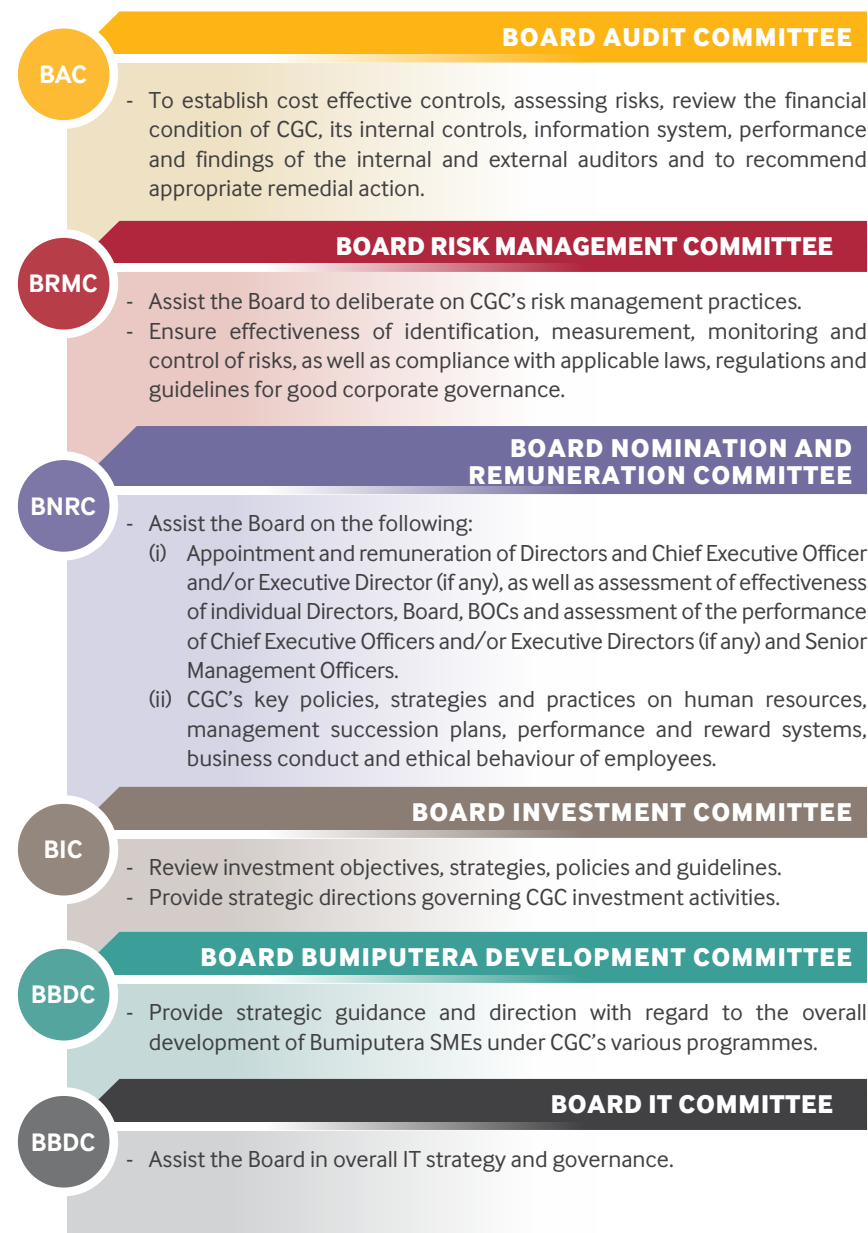 BOARD AUDIT COMMITTEE
BAC
- To establish cost effective controls, assessing risks, review the financial
condition of CGC, its internal controls, information system, performance
and findings of the internal and external auditors and to recommend
appropriate remedial action.
BOARD RISK MANAGEMENT COMMITTEE
BRMC
- Assist the Board to deliberate on CGC’s risk management practices.
- Ensure effectiveness of identification, measurement, monitoring and
control of risks, as well as compliance with applicable laws, regulations and
guidelines for good corporate governance.
BOARD NOMINATION AND
REMUNERATION COMMITTEE
BNRC
- Assist the Board on the following:
(i) Appointment and remuneration of Directors and Chief Executive Officer
and/or Executive Director (if any), as well as assessment of effectiveness
of individual Directors, Board, BOCs and assessment of the performance
of Chief Executive Officers and/or Executive Directors (if any) and Senior
Management Officers.
(ii) CGC’s key policies, strategies and practices on human resources,
management succession plans, performance and reward systems,
business conduct and ethical behaviour of employees.
BOARD INVESTMENT COMMITTEE
BIC
- Review investment objectives, strategies, policies and guidelines.
- Provide strategic directions governing CGC investment activities.
BOARD BUMIPUTERA DEVELOPMENT COMMITTEE
BBDC
- Provide strategic guidance and direction with regard to the overall
development of Bumiputera SMEs under CGC’s various programmes.
BOARD IT COMMITTEE
BBDC
- Assist the Board in overall IT strategy and governance.